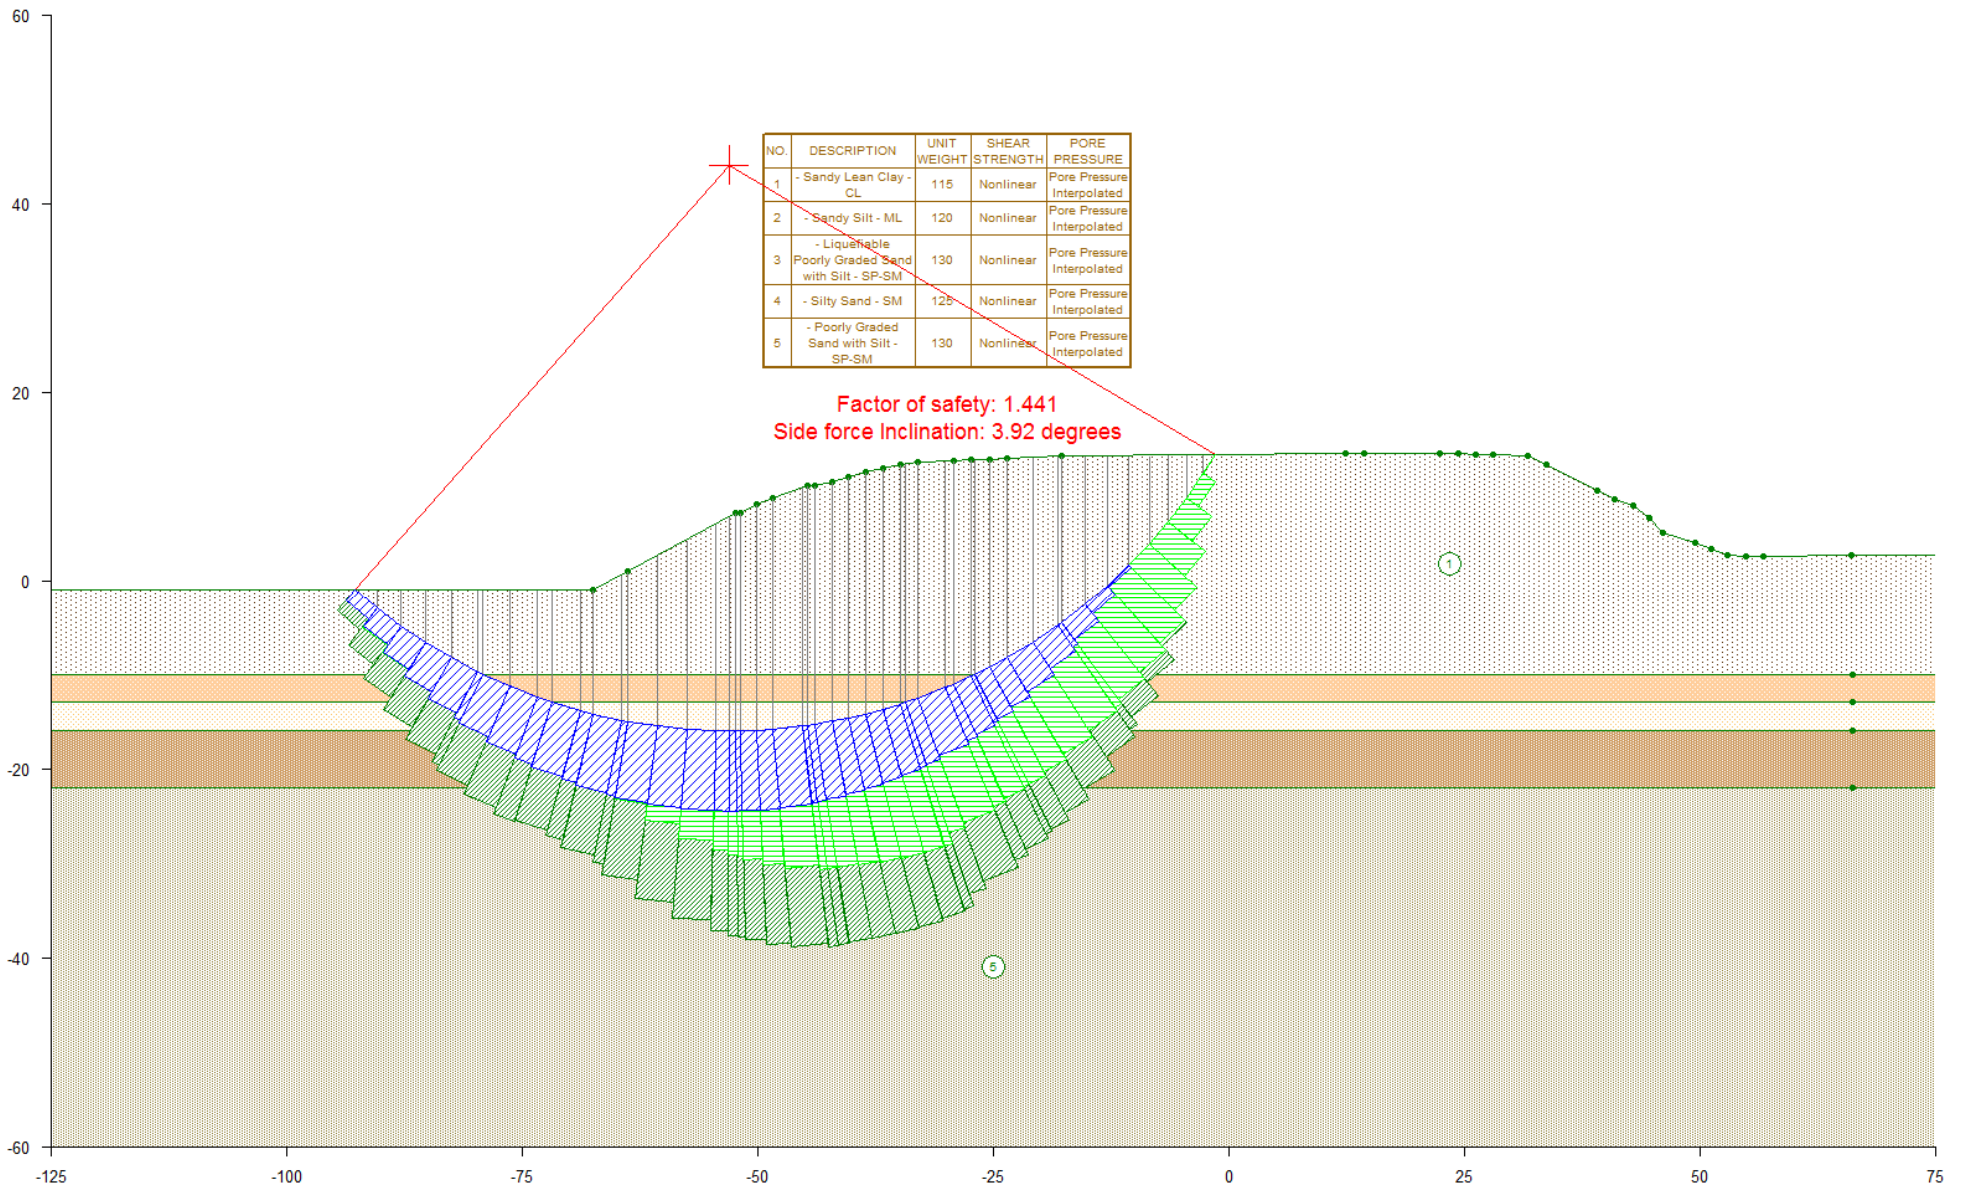 60
40
20
0
-20
-40
-60
-125
-100
-75
-50
-25
0
25
50
75
NO.
DESCRIPTION
UNIT
WEIGHT
SHEAR
STRENGTH
PORE
PRESSURE
1
- Sandy Lean Clay -
CL
115
Nonlinear
Pore Pressure
Interpolated
2
- Sandy Silt - ML
120
Nonlinear
Pore Pressure
Interpolated
3
- Liquefiable
Poorly Graded Sand
with Silt - SP-SM
130
Nonlinear
Pore Pressure
Interpolated
4
- Silty Sand - SM
125
Nonlinear
Pore Pressure
Interpolated
5
- Poorly Graded
Sand with Silt -
SP-SM
130
Nonlinear
Pore Pressure
Interpolated
Factor of safety: 1.441
Side force Inclination: 3.92 degrees
1
5